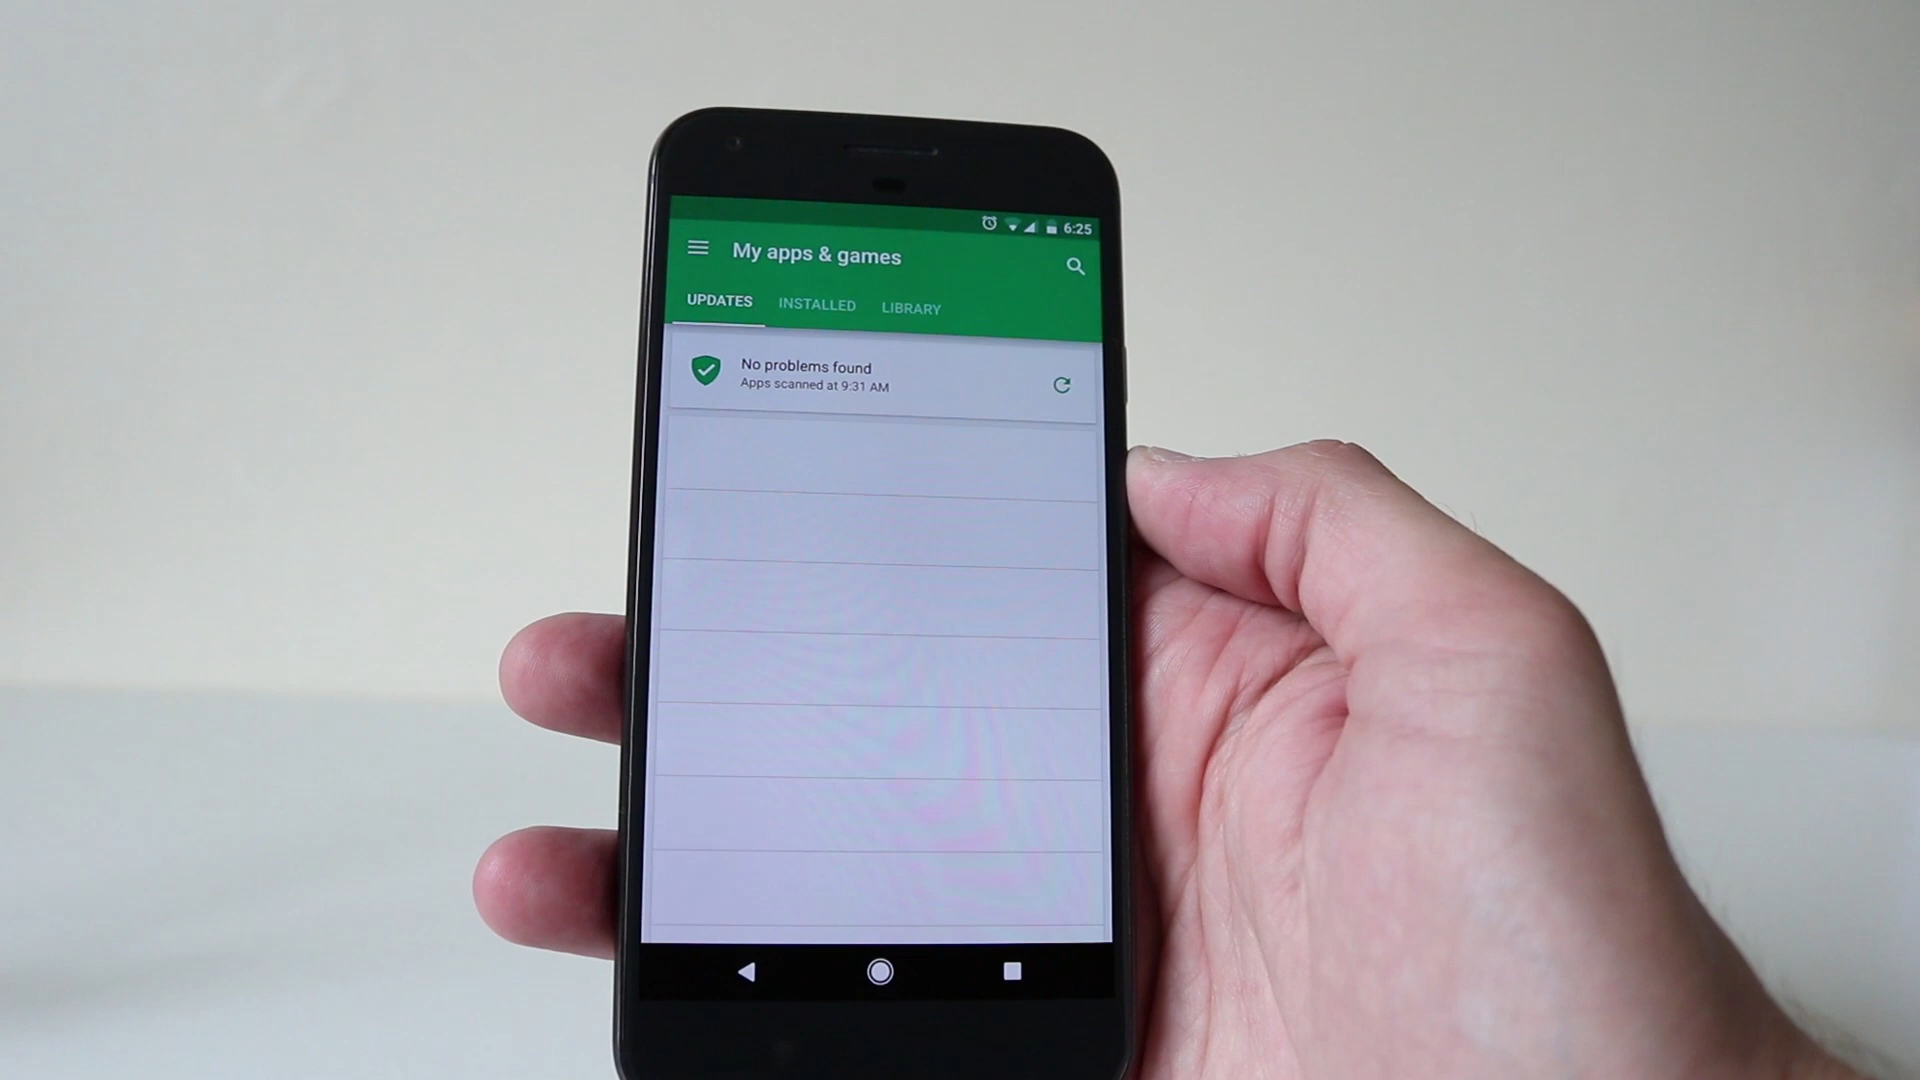 6:25
My apps & games
UPDATES INSTALLED LIBRARY
No problems found
Apps scanned at 9:31 AM